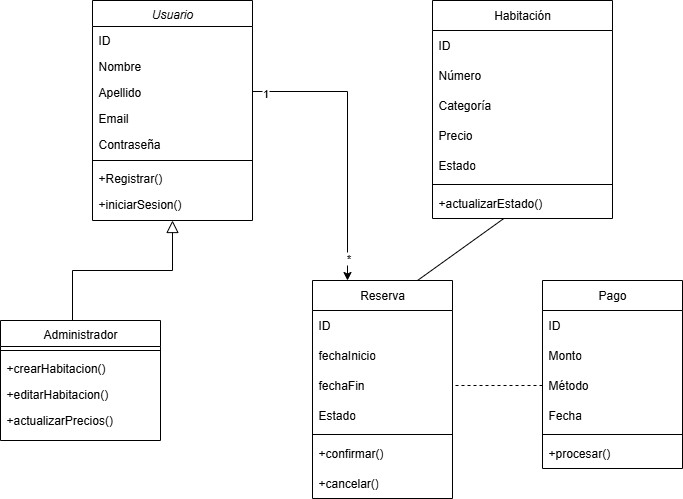 Usuario
ID
Nombre
Apellido
Email
Contraseña
+Registrar()
+iniciarSesion()
1
*
Habitación
ID
Número
Categoría
Precio
Estado
+actualizarEstado()
Administrador
+crearHabitacion()
+editarHabitacion()
+actualizarPrecios()
Reserva
ID
fechaInicio
fechaFin
Estado
+confirmar()
+cancelar()
Pago
ID
Monto
Método
Fecha
+procesar()